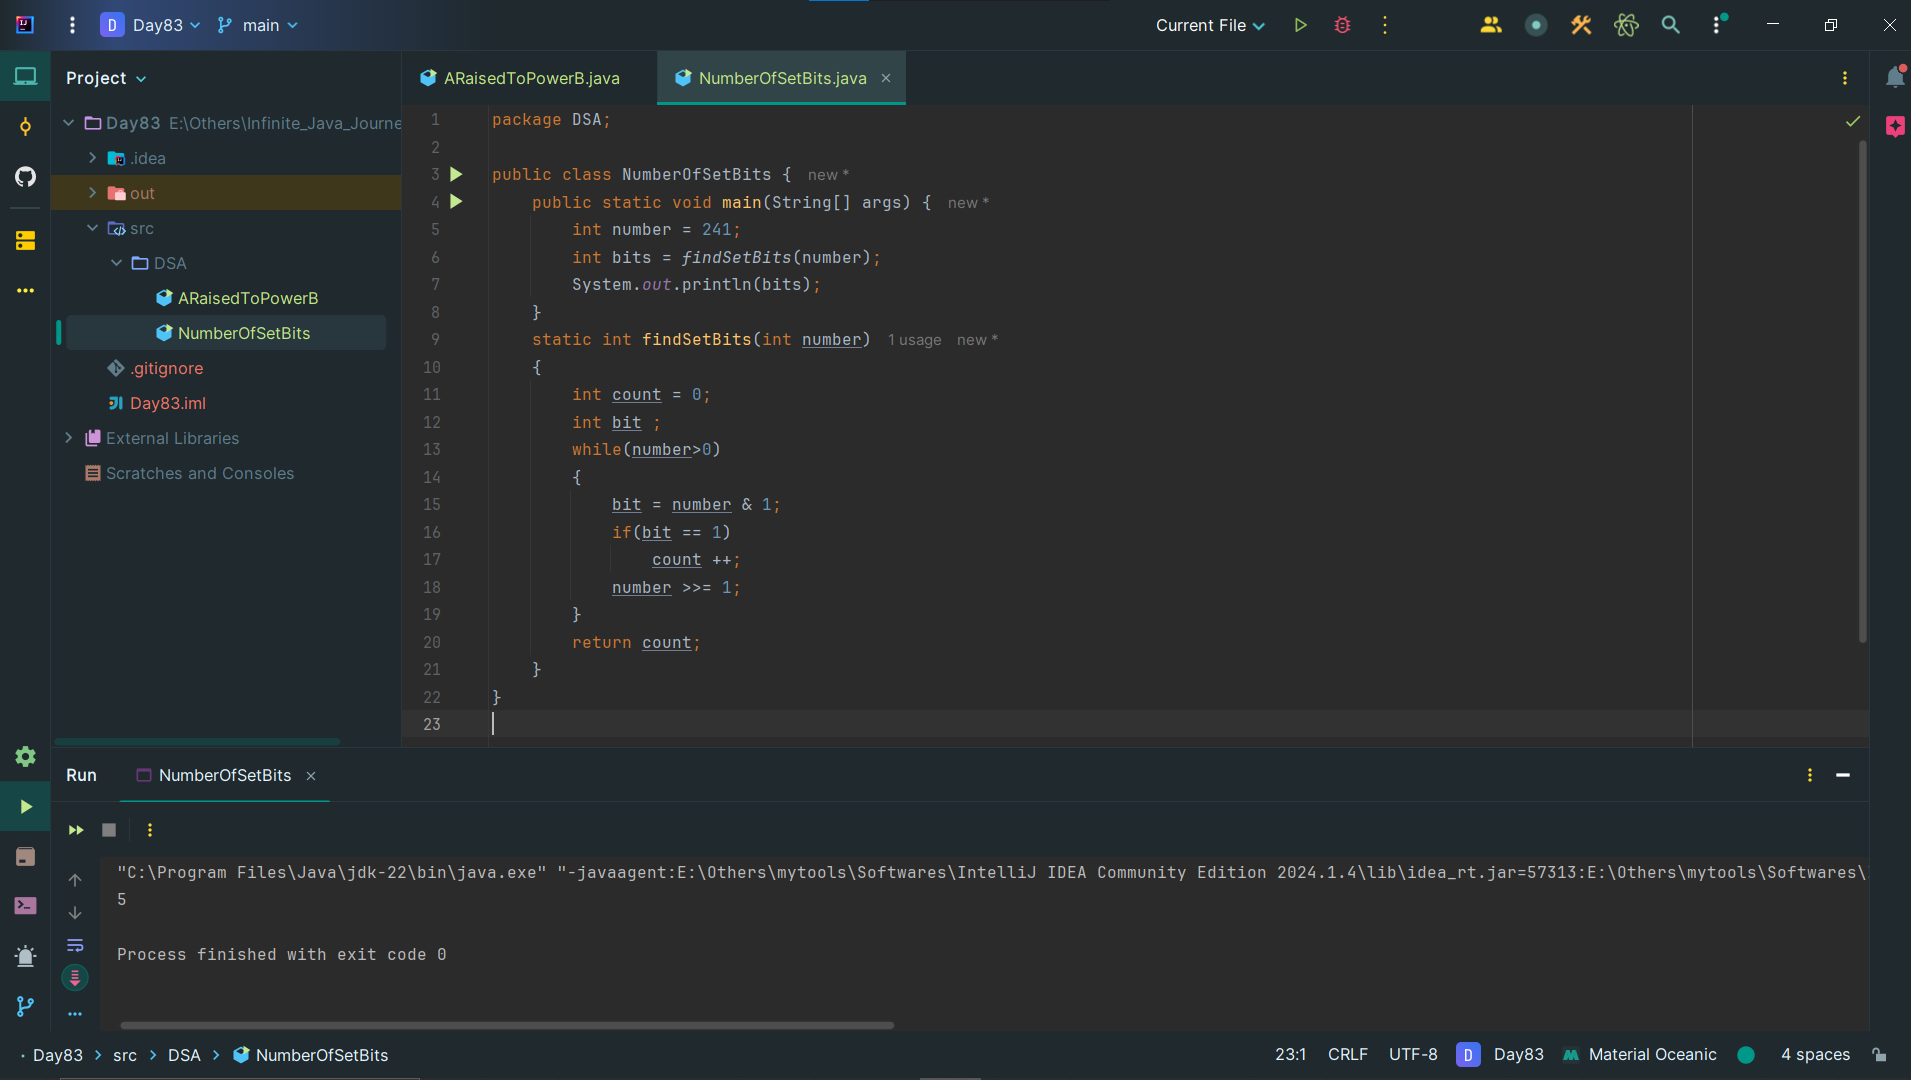 D Day83 main Current File
Project
ARaisedToPowerB.java NumberOfSetBits.java
Day83 E:\Others\Infinite_Java_Journe
.idea
out
src
DSA
ARaisedToPowerB
NumberOfSetBits
.gitignore
Day83.iml
External Libraries
Scratches and Consoles
1 package DSA;
2
3 public class NumberOfSetBits { new *
4 public static void main(String[] args) { new *
5 int number = 241;
6 int bits = findSetBits(number);
7 System.out.println(bits);
8 }
9 static int findSetBits(int number) 1 usage new *
10 {
11 int count = 0;
12 int bit ;
13 while(number>0)
14 {
15 bit = number & 1;
16 if(bit == 1)
17 count ++;
18 number >>= 1;
19 }
20 return count;
21 }
22 }
23
Run NumberOfSetBits
"C:\Program Files\Java\jdk-22\bin\java.exe" "-javaagent:E:\Others\mytools\Softwares\IntelliJ IDEA Community Edition 2024.1.4\lib\idea_rt.jar=57313:E:\Others\mytools\Softwares\
5
Process finished with exit code 0
Day83 > src > DSA > NumberOfSetBits 23:1 CRLF UTF-8 D Day83 Material Oceanic 4 spaces